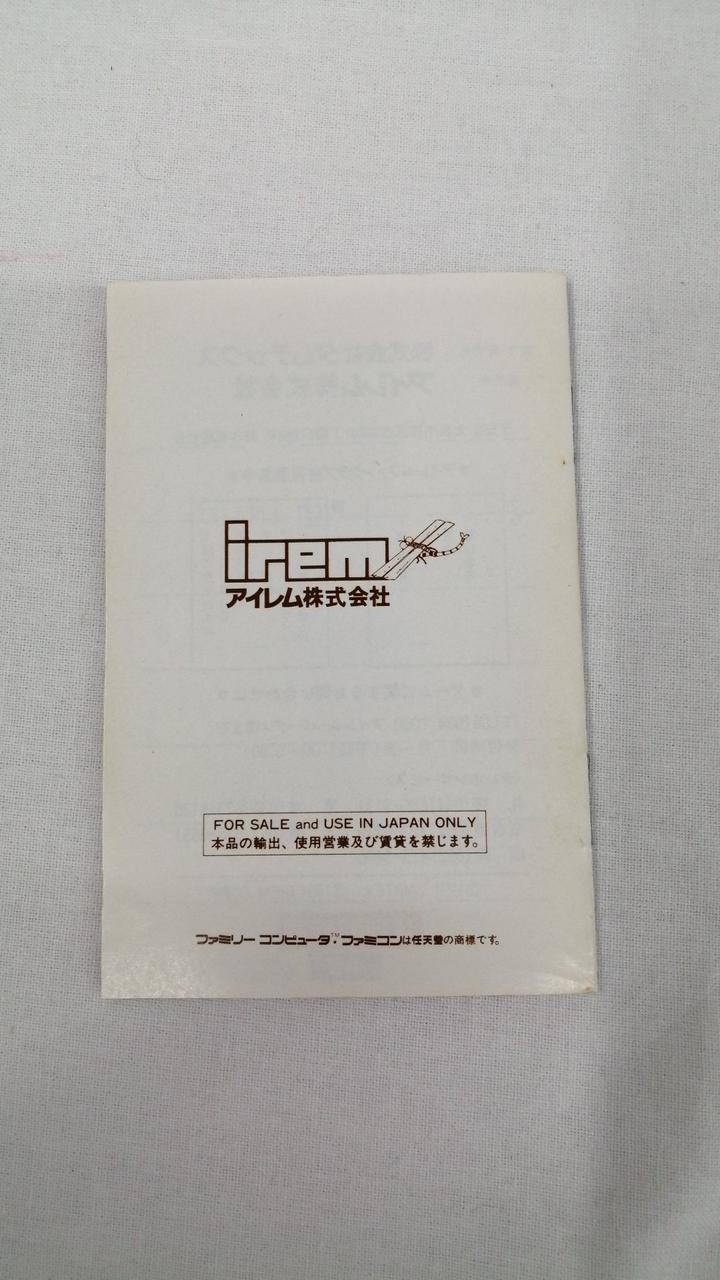 irem
アイレム株式会社
FOR SALE and USE IN JAPAN ONLY
本品の輸出、使用営業及び賃貸を禁じます。
ファミリー コンピュータ™・ファミコンは任天堂の商標です。